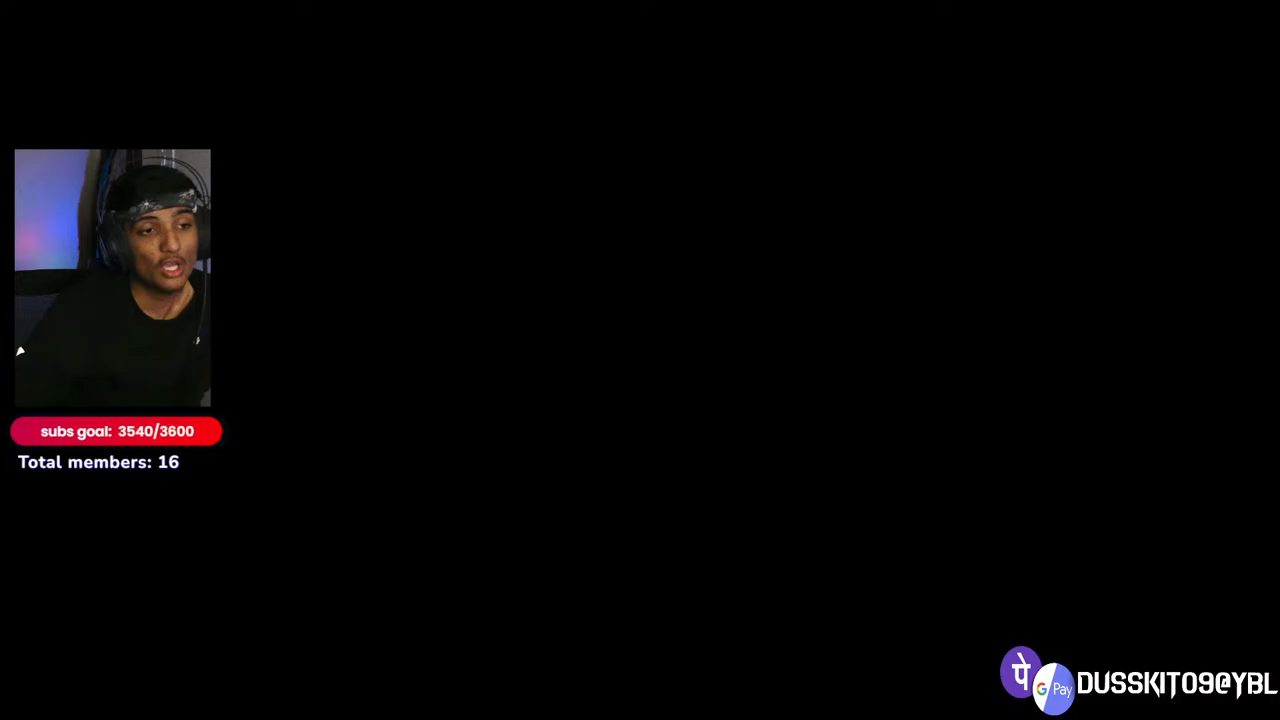 subs goal: 3540/3600
Total members: 16
पे
G Pay
DUSSKIT09@YBL